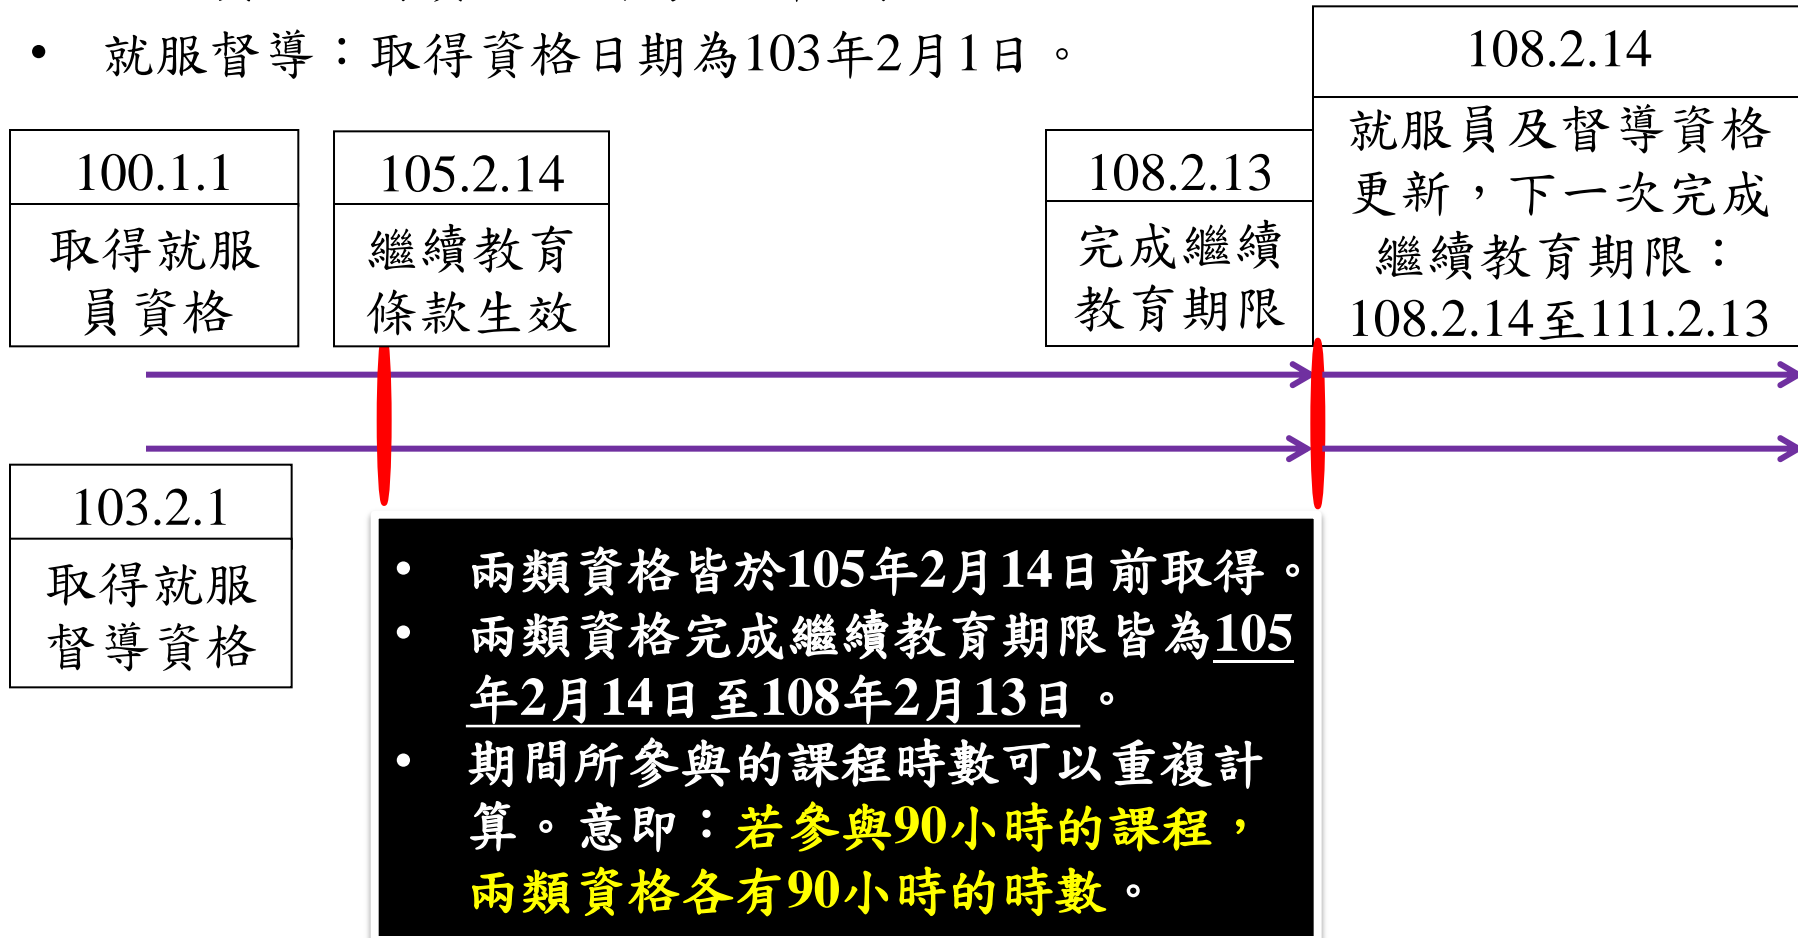 • 就服督導：取得資格日期為103年2月1日。
108.2.14
就服員及督導資格
更新，下一次完成
繼續教育期限：
108.2.14至111.2.13
100.1.1
取得就服
員資格
105.2.14
繼續教育
條款生效
108.2.13
完成繼續
教育期限
103.2.1
取得就服
督導資格
• 兩類資格皆於105年2月14日前取得。
• 兩類資格完成繼續教育期限皆為105
年2月14日至108年2月13日。
• 期間所參與的課程時數可以重複計
算。意即：若參與90小時的課程，
兩類資格各有90小時的時數。